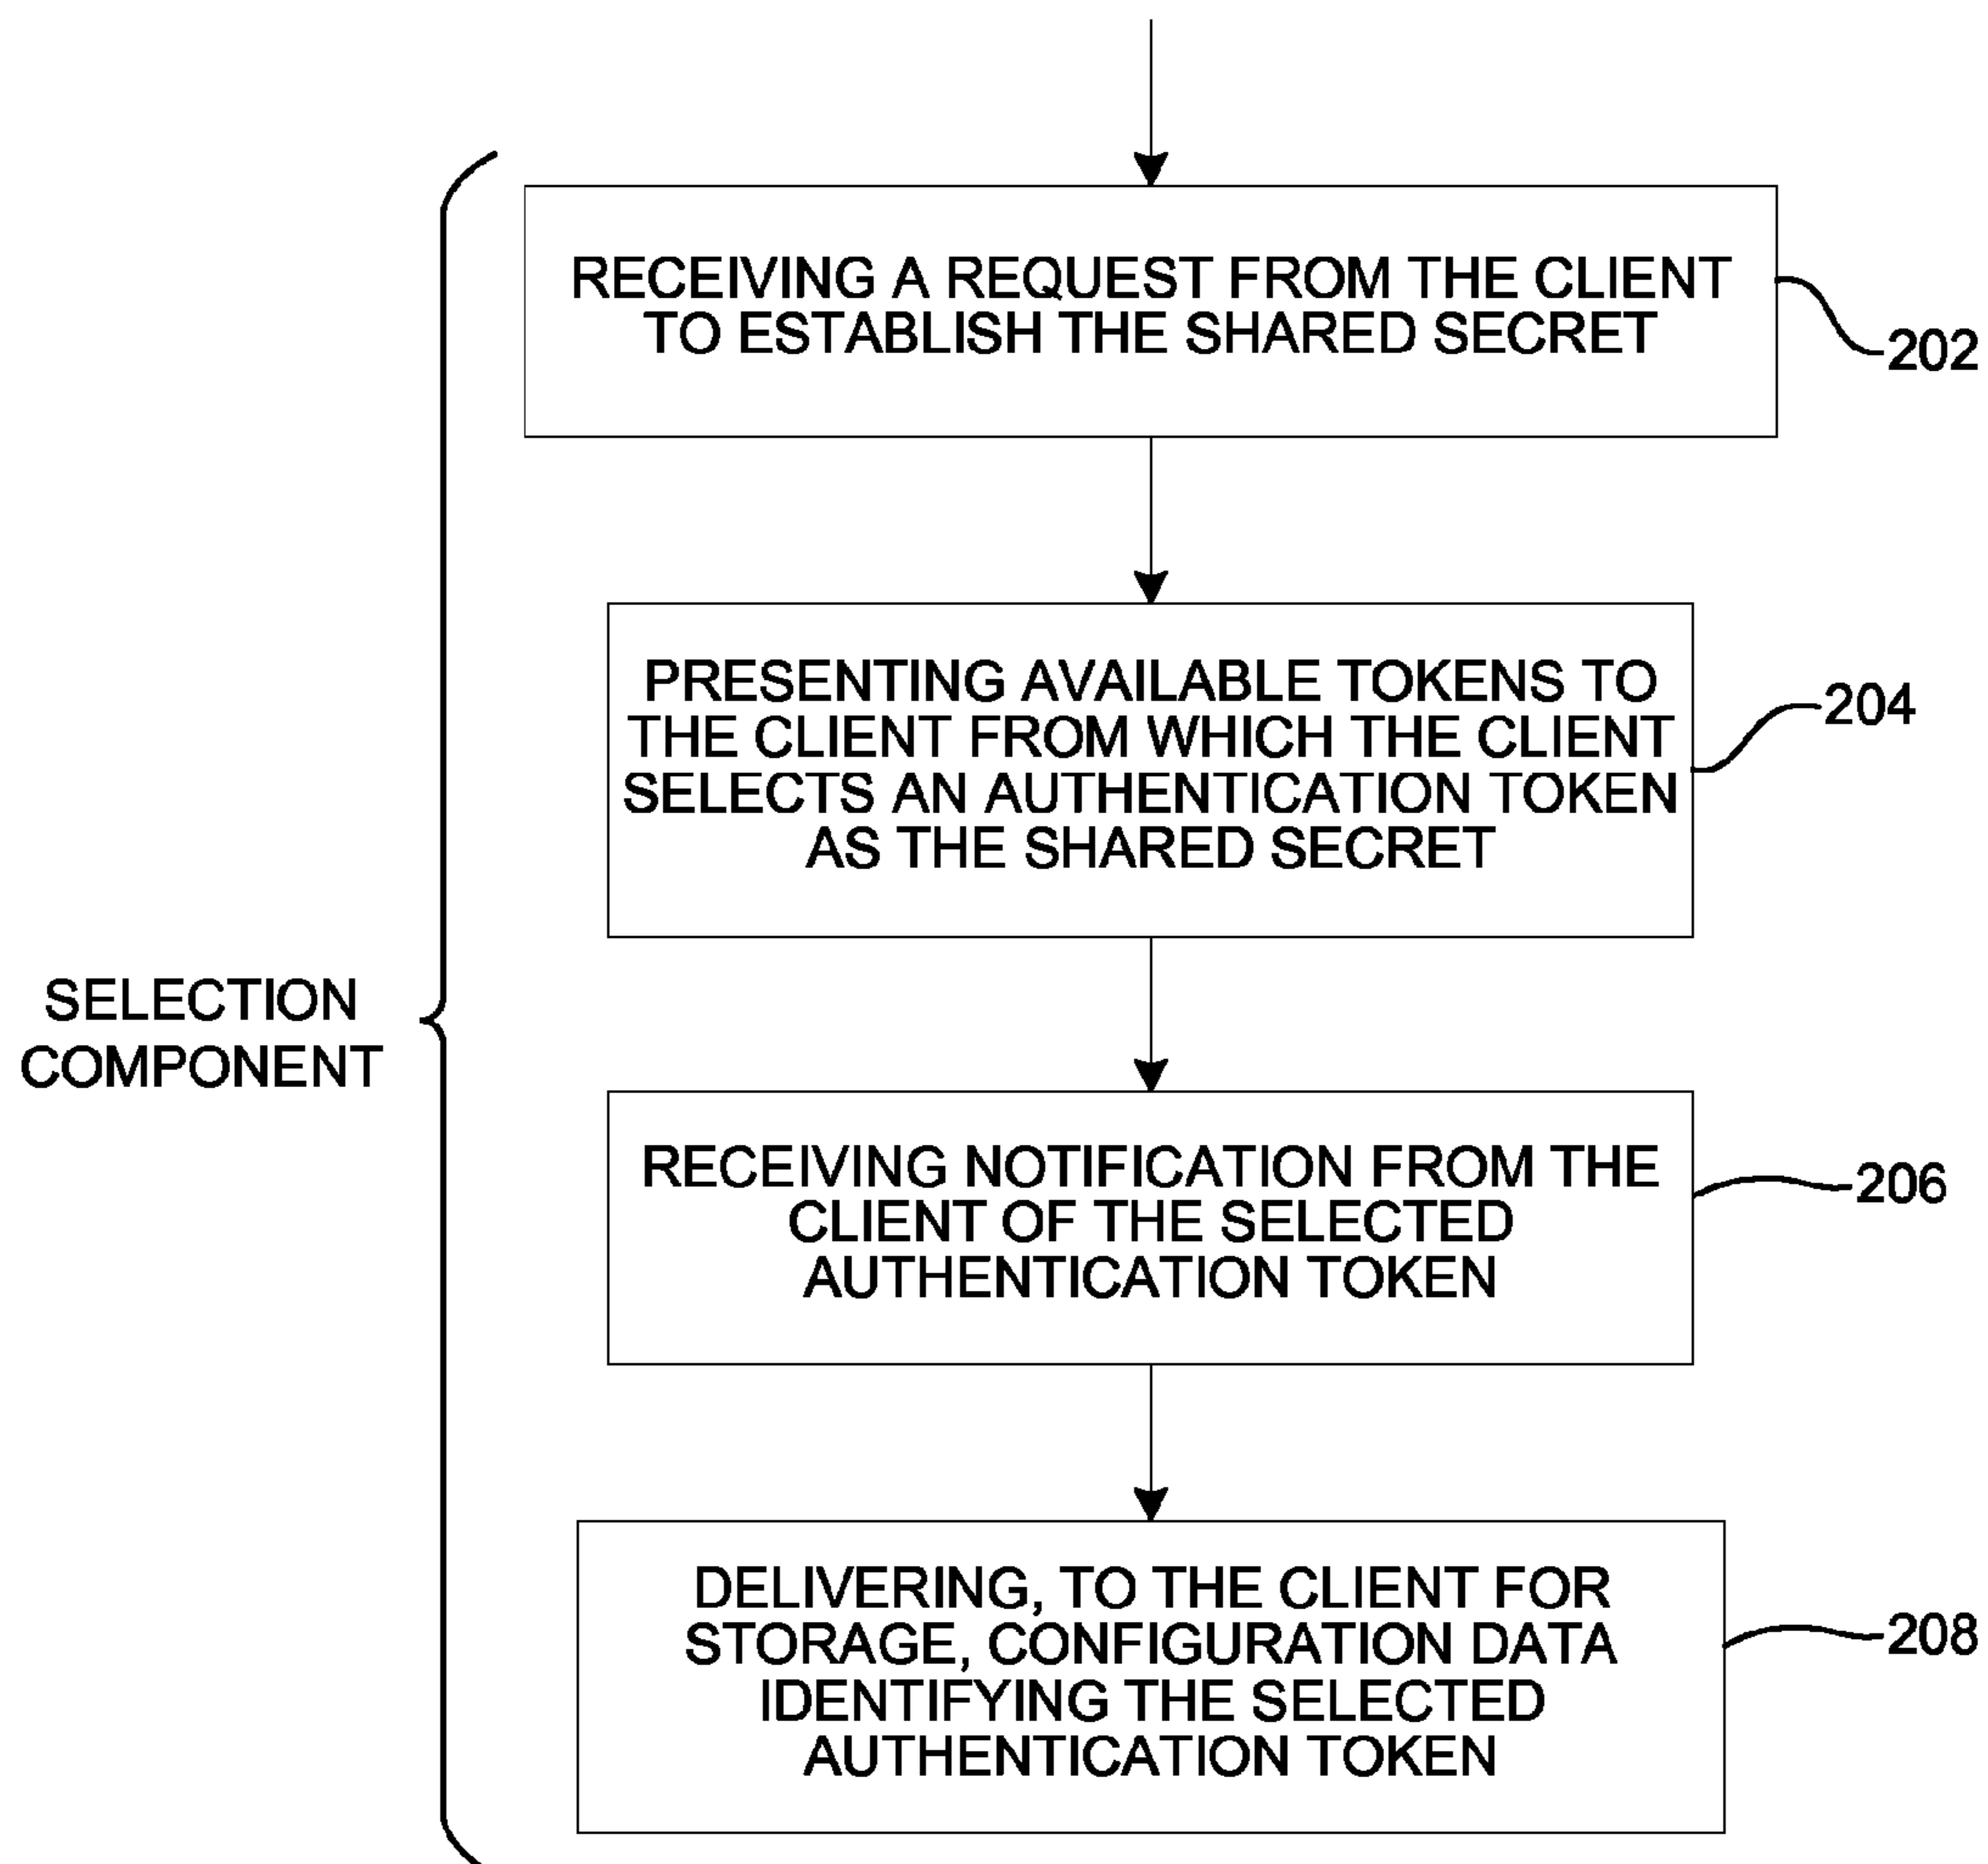 RECEIVING A REQUEST FROM THE CLIENT
TO ESTABLISH THE SHARED SECRET
202
PRESENTING AVAILABLE TOKENS TO
THE CLIENT FROM WHICH THE CLIENT
SELECTS AN AUTHENTICATION TOKEN
AS THE SHARED SECRET
204
SELECTION
COMPONENT
RECEIVING NOTIFICATION FROM THE
CLIENT OF THE SELECTED
AUTHENTICATION TOKEN
206
DELIVERING, TO THE CLIENT FOR
STORAGE, CONFIGURATION DATA
IDENTIFYING THE SELECTED
AUTHENTICATION TOKEN
208